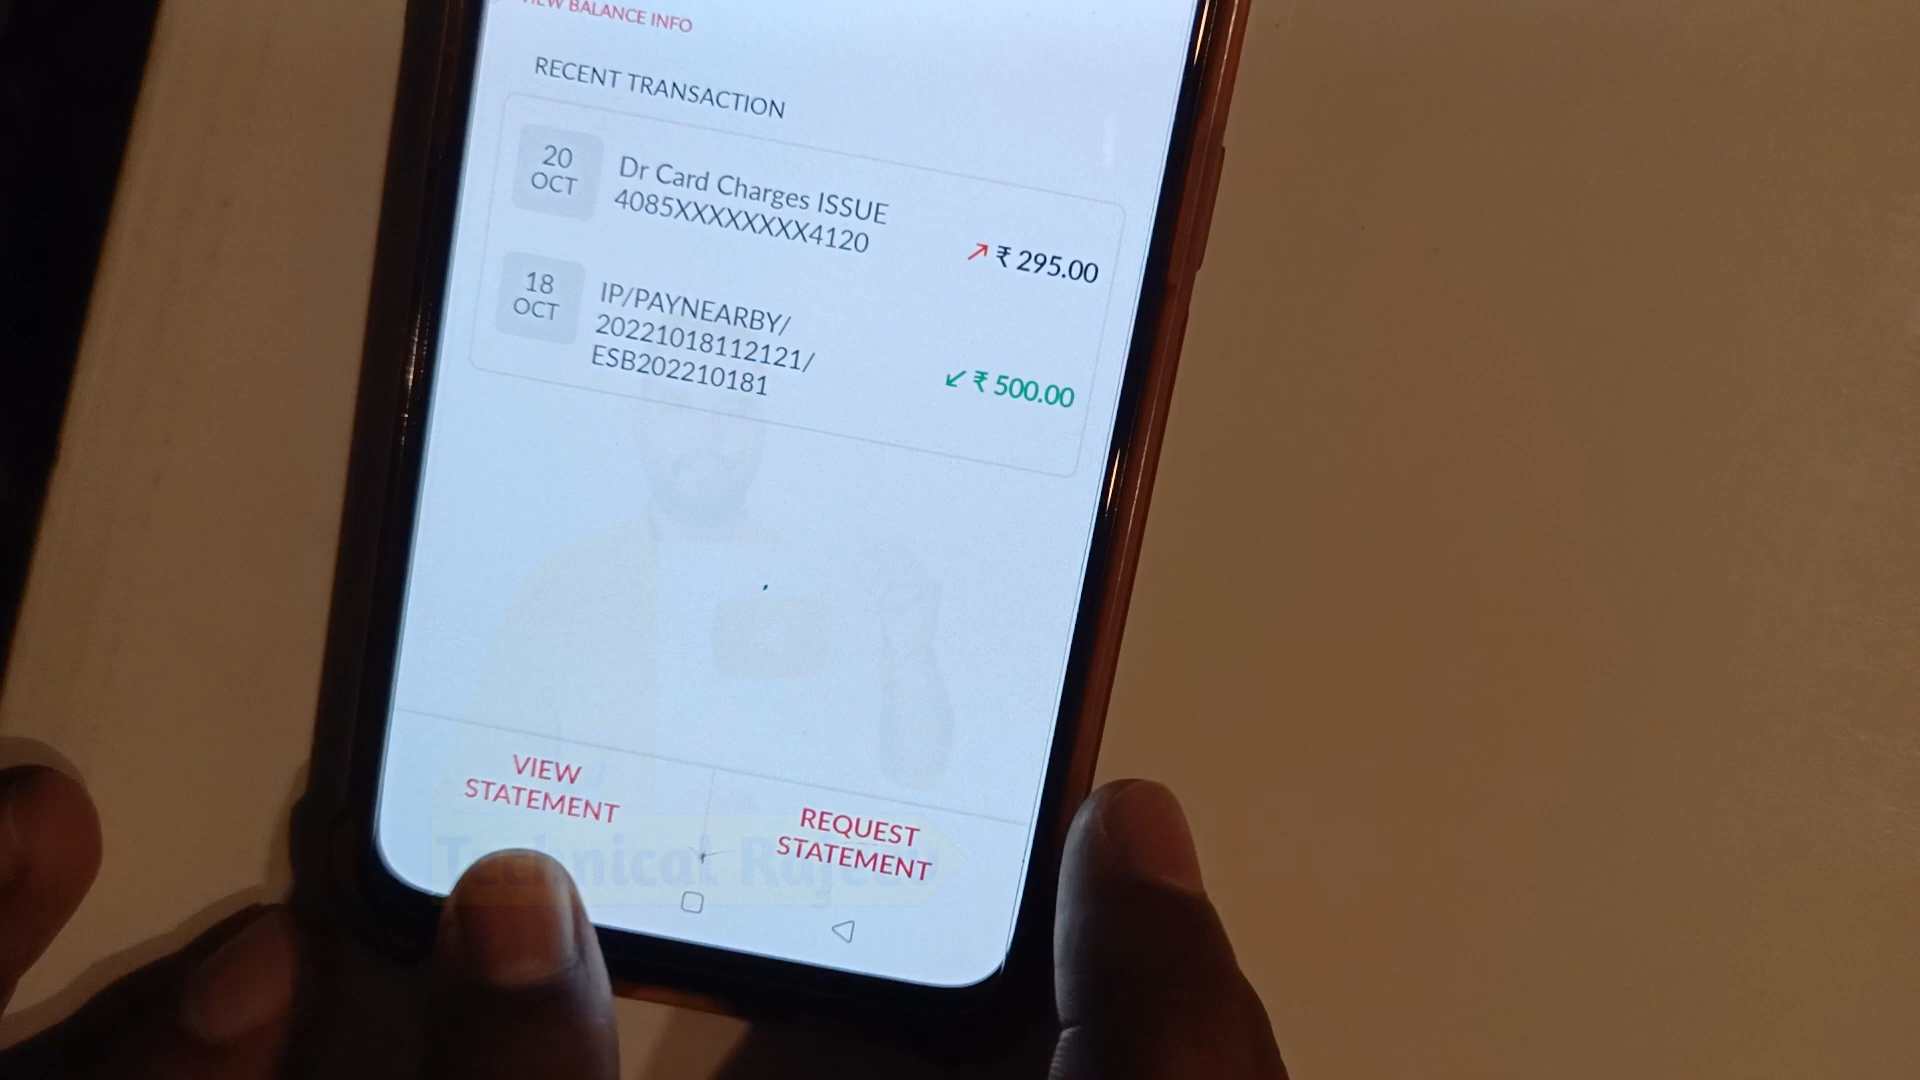 VIEW BALANCE INFO
RECENT TRANSACTION
20
OCT
Dr Card Charges ISSUE
4085XXXXXXXX4120
₹ 295.00
18
OCT
IP/PAYNEARBY/
20221018112121/
ESB202210181
₹ 500.00
VIEW
STATEMENT
REQUEST
STATEMENT
Technical